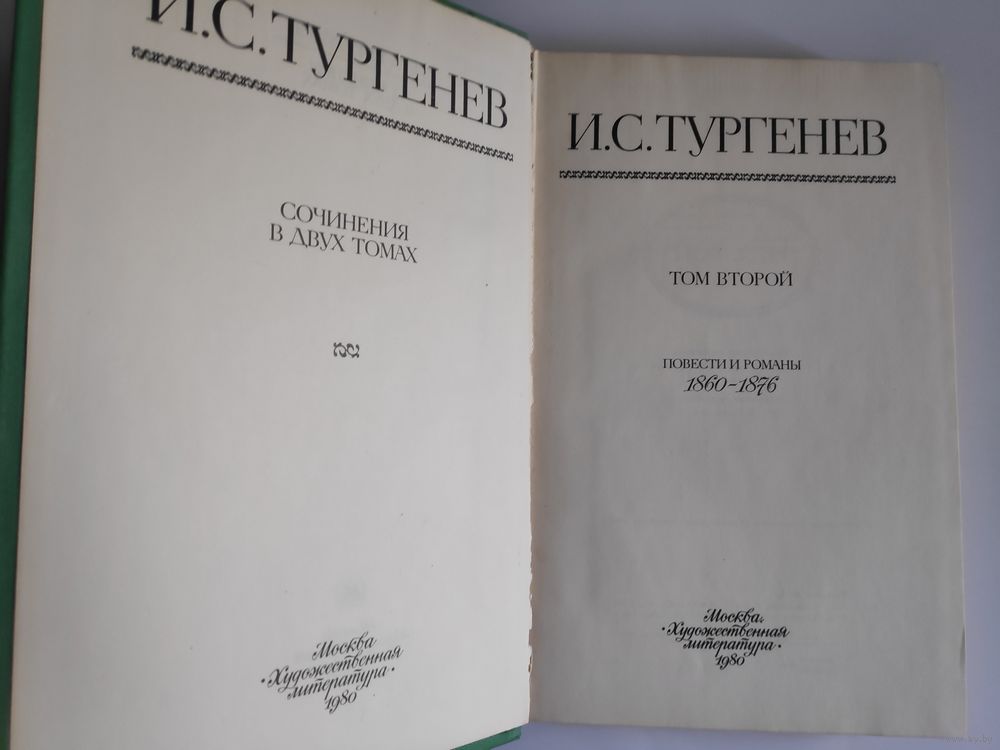 И.С.ТУРГЕНЕВ
СОЧИНЕНИЯ
В ДВУХ ТОМАХ
Москва
·Художественная
литература·
1980
И.С.ТУРГЕНЕВ
ТОМ ВТОРОЙ
ПОВЕСТИ И РОМАНЫ
1860–1876
Москва
·Художественная
литература·
1980